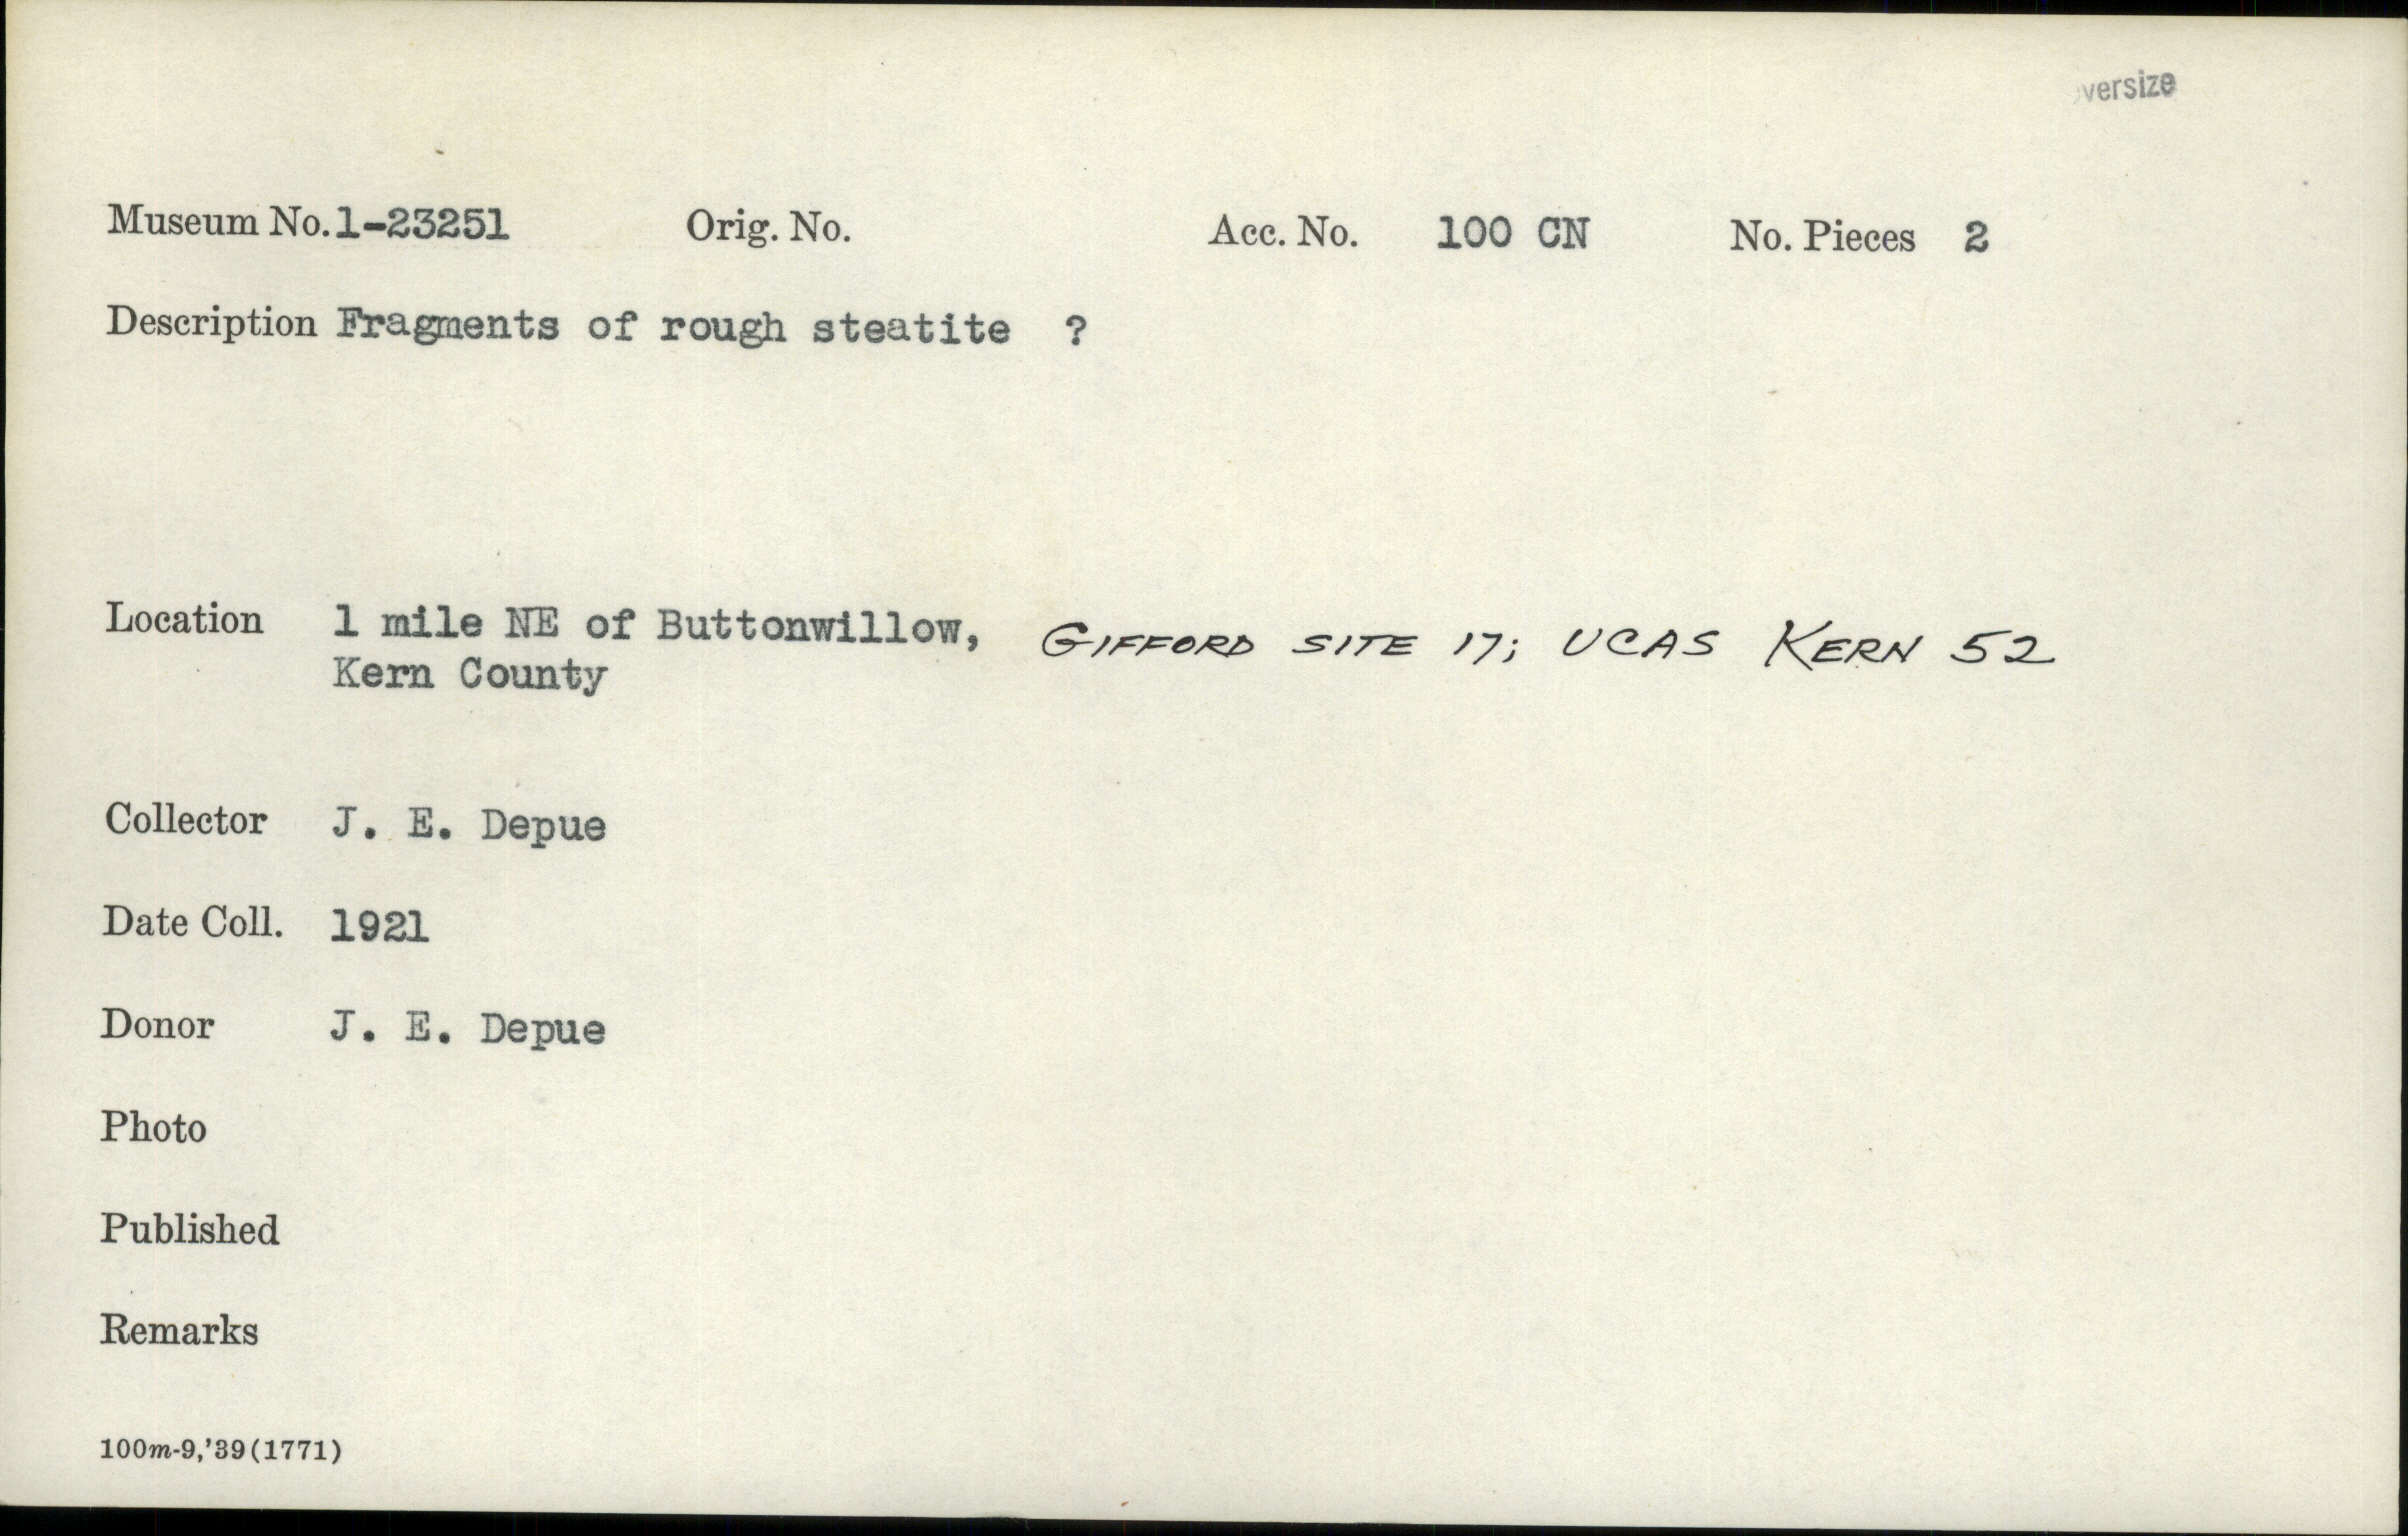 versize
Museum No. 1-23251 Orig. No. Acc. No. 100 CN No. Pieces 2
Description Fragments of rough steatite ?
Location 1 mile NE of Buttonwillow, GIFFORD SITE 17; UCAS KERN 52
Kern County
Collector J. E. Depue
Date Coll. 1921
Donor J. E. Depue
Photo
Published
Remarks
100m-9,'39(1771)